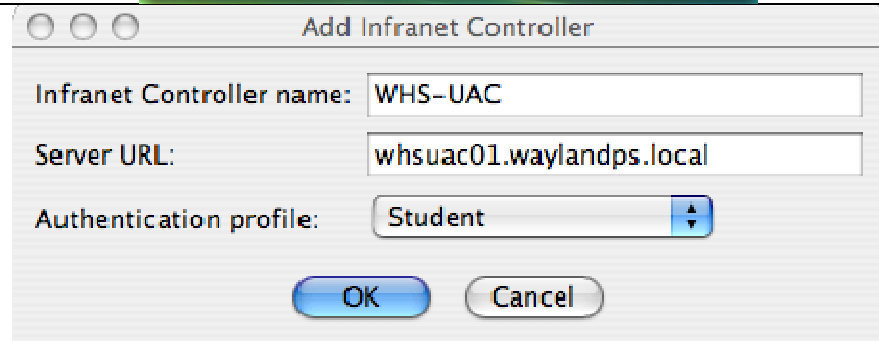 Add Infranet Controller
Infranet Controller name: WHS-UAC
Server URL: whsuac01.waylandps.local
Authentication profile: Student
OK Cancel